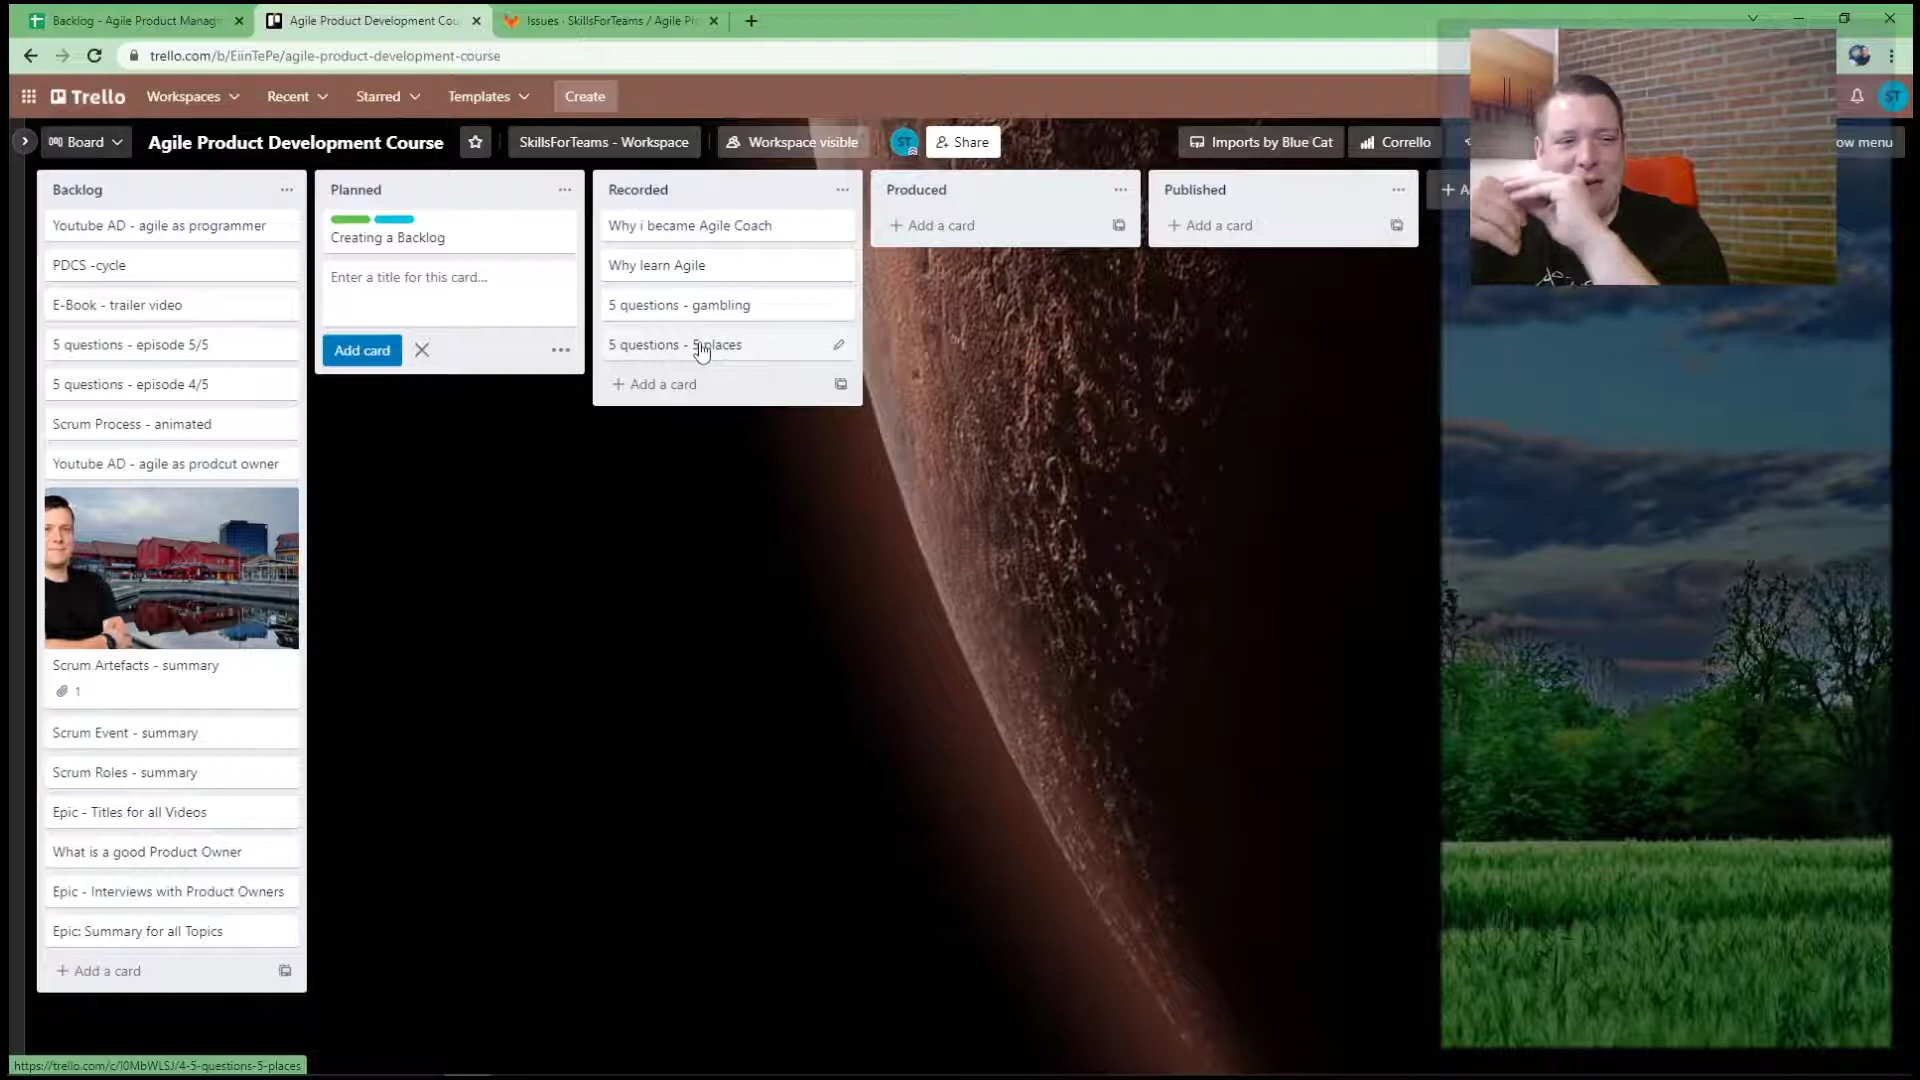 Backlog - Agile Product Managm
Agile Product Development Cou
Issues · SkillsForTeams / Agile Pr
trello.com/b/EiinTePe/agile-product-development-course
Trello
Workspaces
Recent
Starred
Templates
Create
ST
Board
Agile Product Development Course
SkillsForTeams - Workspace
Workspace visible
ST
Share
Imports by Blue Cat
Corrello
ow menu
Backlog
Youtube AD - agile as programmer
PDCS -cycle
E-Book - trailer video
5 questions - episode 5/5
5 questions - episode 4/5
Scrum Process - animated
Youtube AD - agile as prodcut owner
Scrum Artefacts - summary
1
Scrum Event - summary
Scrum Roles - summary
Epic - Titles for all Videos
What is a good Product Owner
Epic - Interviews with Product Owners
Epic: Summary for all Topics
+ Add a card
Planned
Creating a Backlog
Enter a title for this card...
Add card
Recorded
Why i became Agile Coach
Why learn Agile
5 questions - gambling
5 questions - 5 places
+ Add a card
Produced
+ Add a card
Published
+ Add a card
+ A
https://trello.com/c/I0MbWLSJ/4-5-questions-5-places